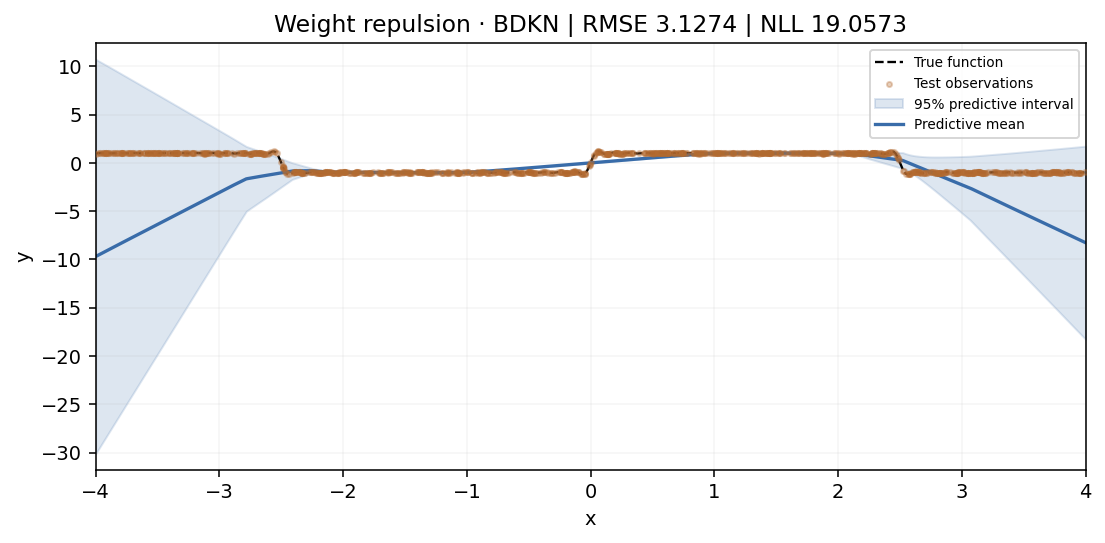 Weight repulsion · BDKN | RMSE 3.1274 | NLL 19.0573
True function
Test observations
95% predictive interval
Predictive mean
10
5
0
−5
−10
−15
−20
−25
−30
y
−4 −3 −2 −1 0 1 2 3 4
x